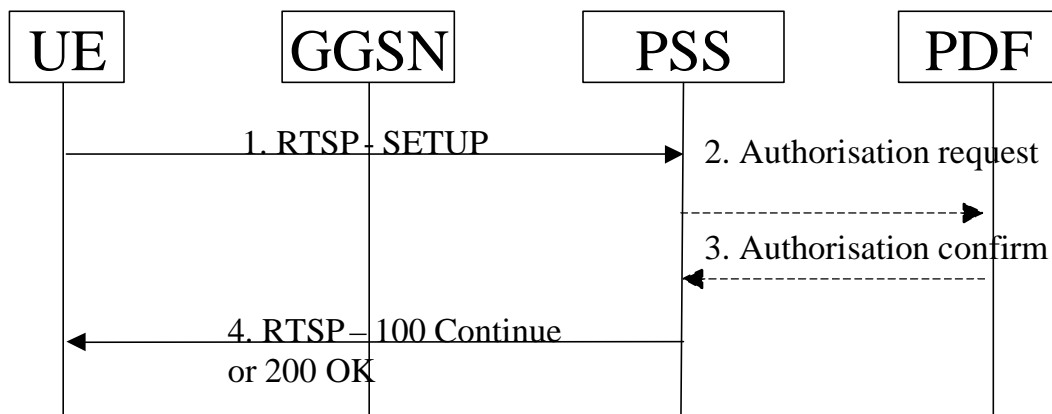 UE
GGSN
PSS
PDF
1. RTSP - SETUP
2. Authorisation request
3. Authorisation confirm
4. RTSP – 100 Continue
or 200 OK